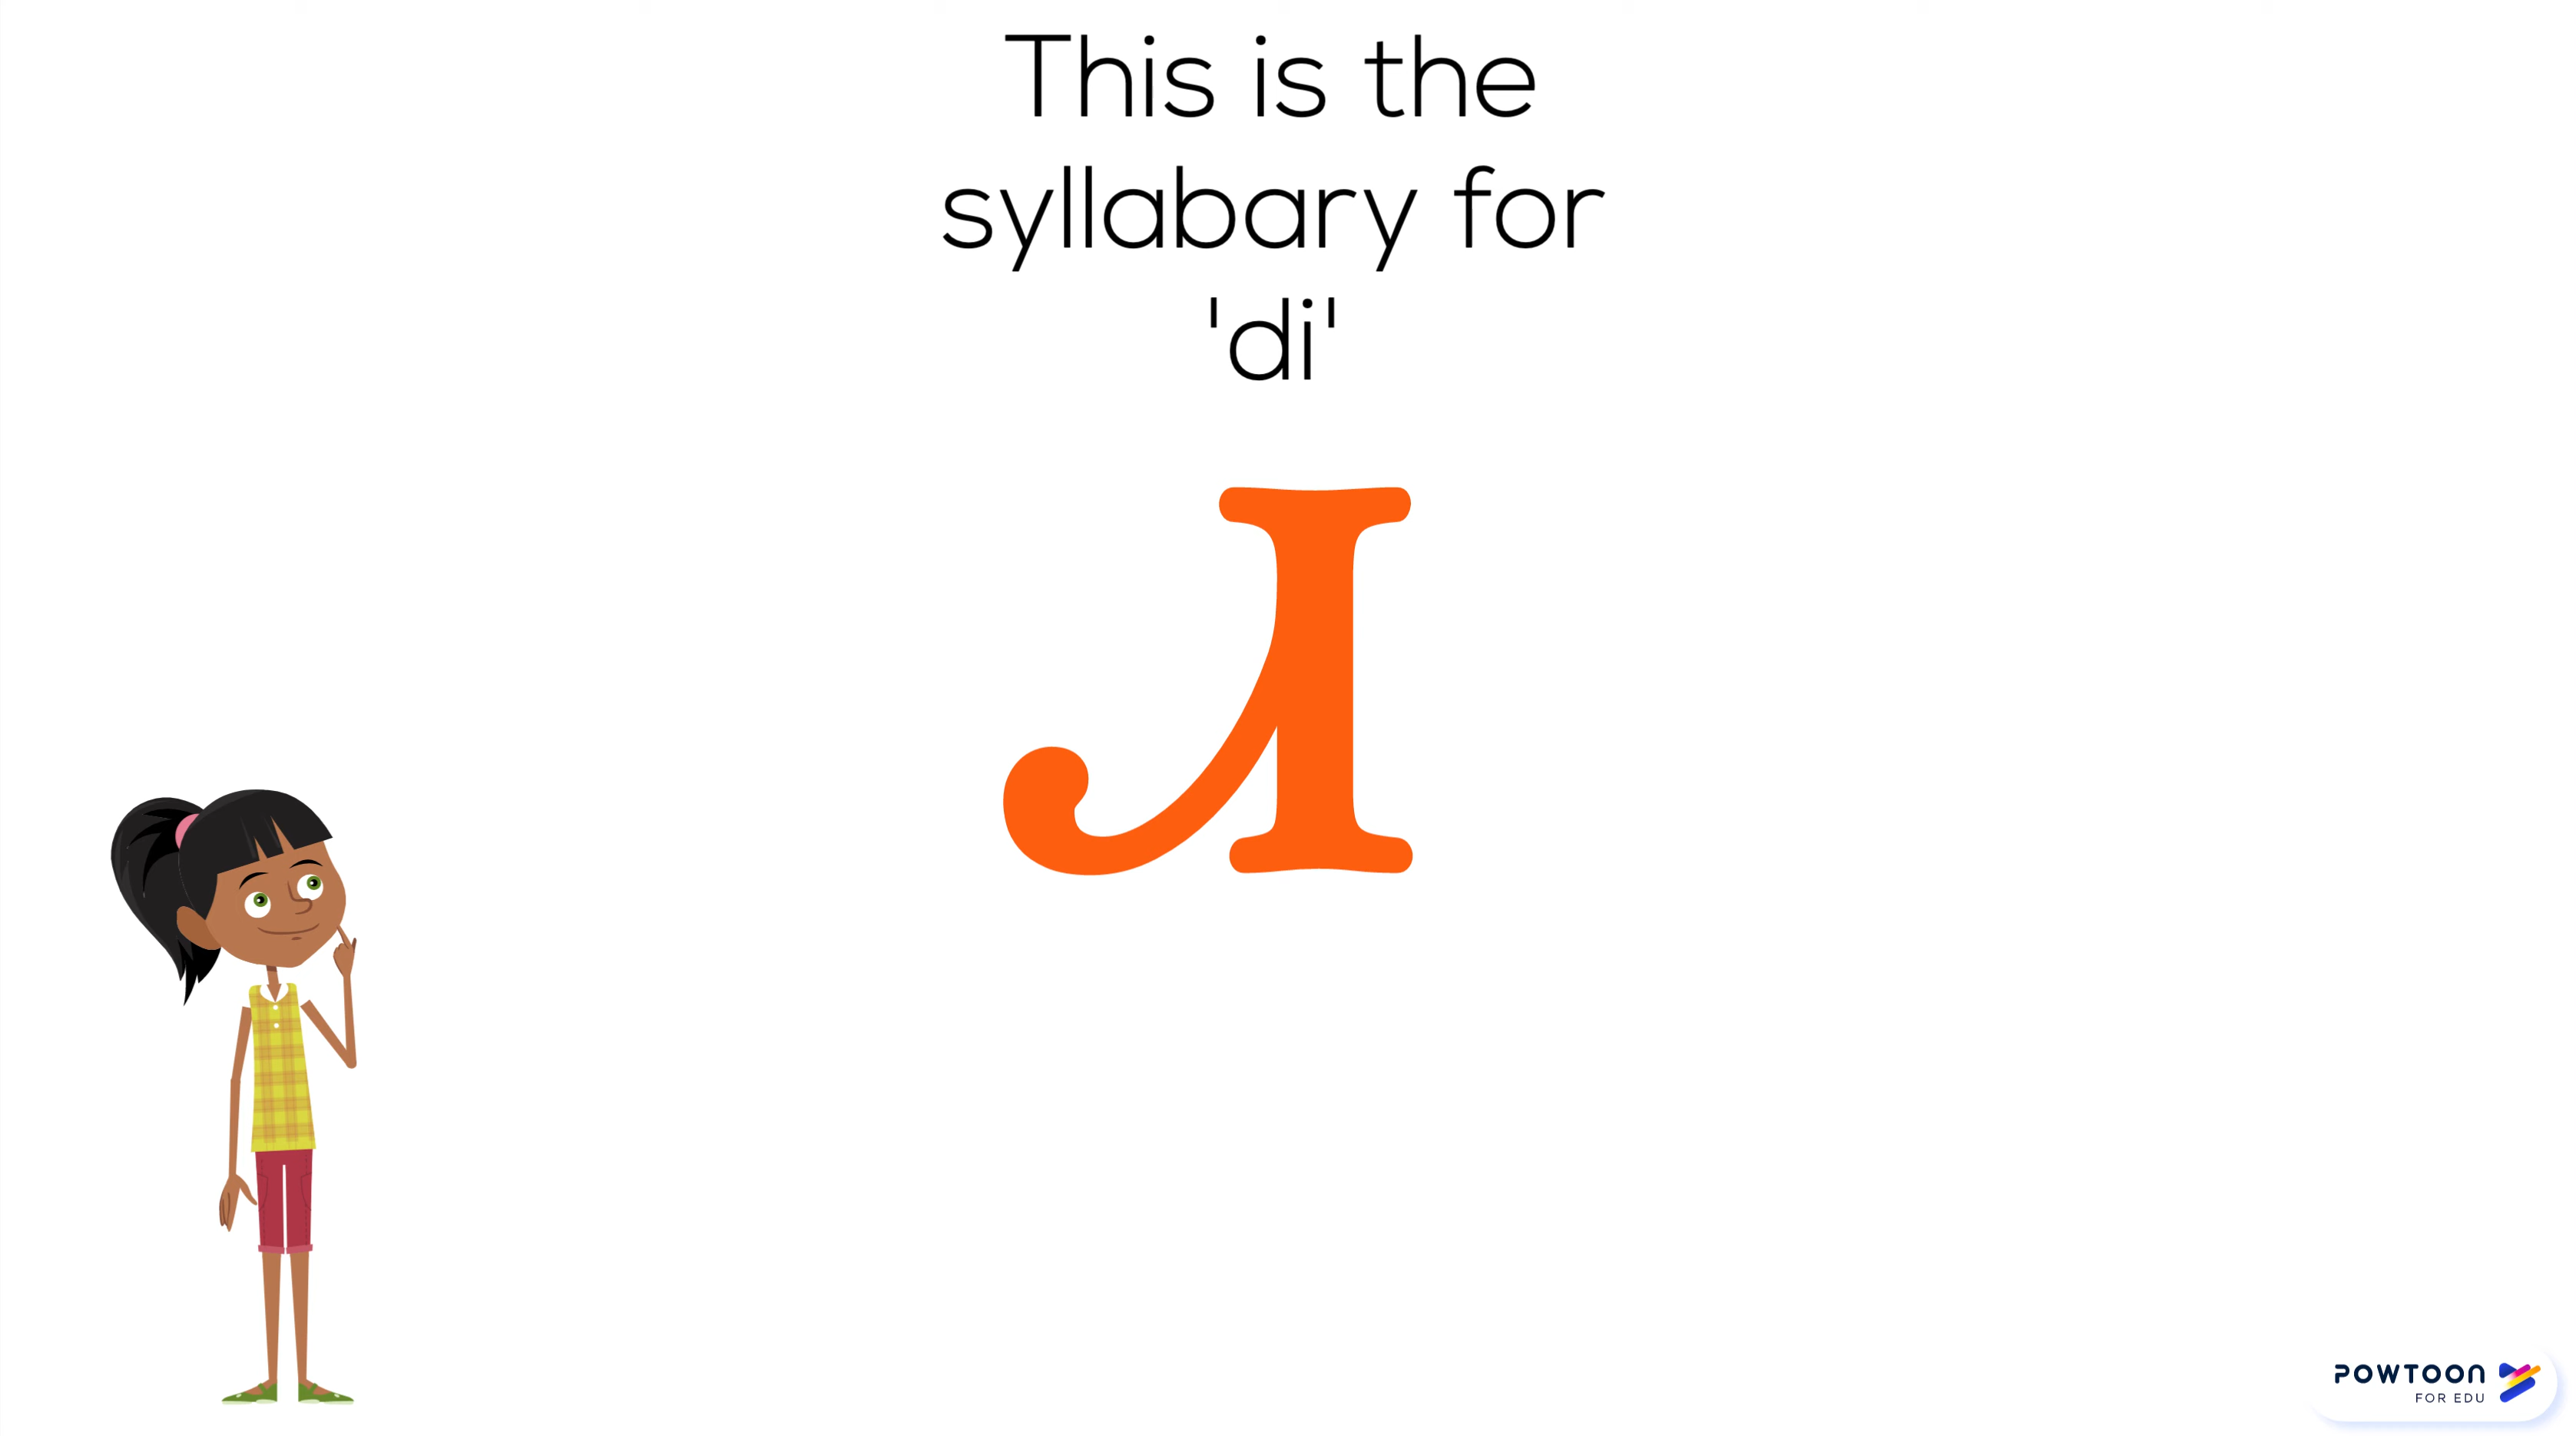 This is the
syllabary for
'di'
Ꮧ
POWTOON
FOR EDU